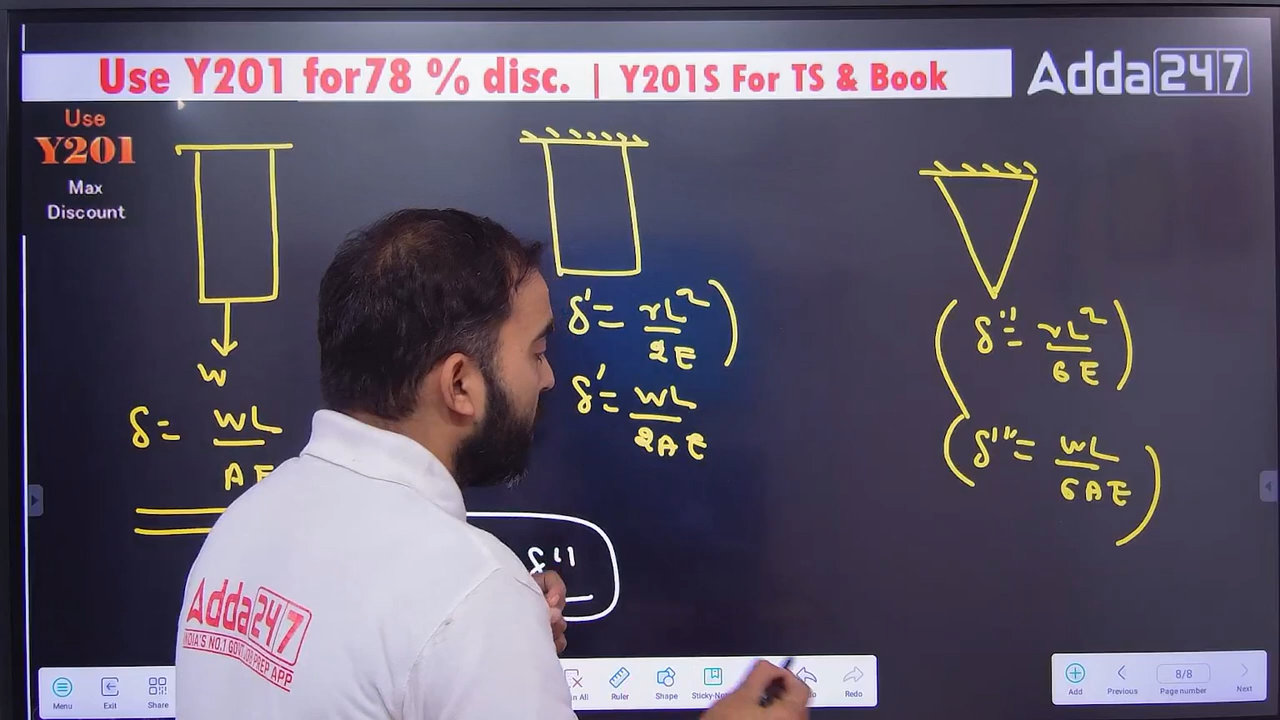 Use Y201 for78 % disc. | Y201S For TS & Book
Adda247
Use
Y201
Max
Discount
W
δ = WL
AE
δ' = γL²
2E
δ' = WL
2AE
δ'' = γL²
6E
δ''' = WL
6AE
δ''
Adda247
INDIA'S NO.1 GOVT JOB PREP APP
Menu
Exit
Share
Ruler
Shape
Redo
Add
Previous
8/8
Page number
Next